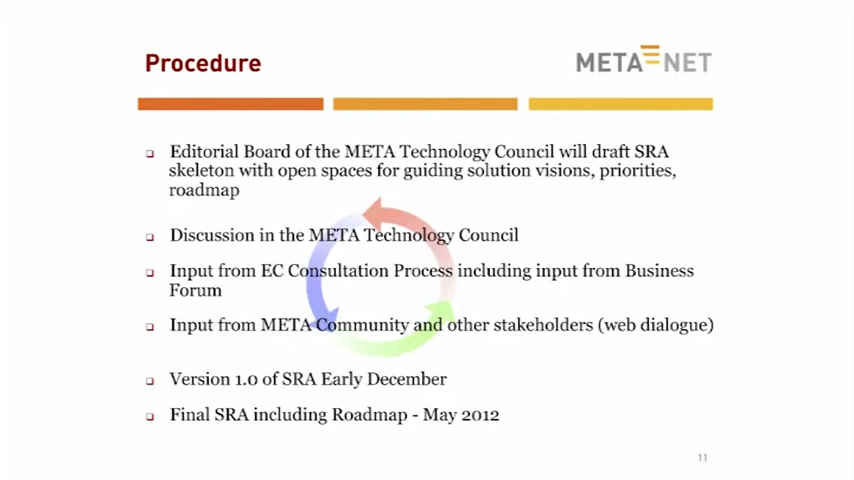 Procedure
META NET
❑ Editorial Board of the META Technology Council will draft SRA
skeleton with open spaces for guiding solution visions, priorities,
roadmap
❑ Discussion in the META Technology Council
❑ Input from EC Consultation Process including input from Business
Forum
❑ Input from META Community and other stakeholders (web dialogue)
❑ Version 1.0 of SRA Early December
❑ Final SRA including Roadmap - May 2012
11